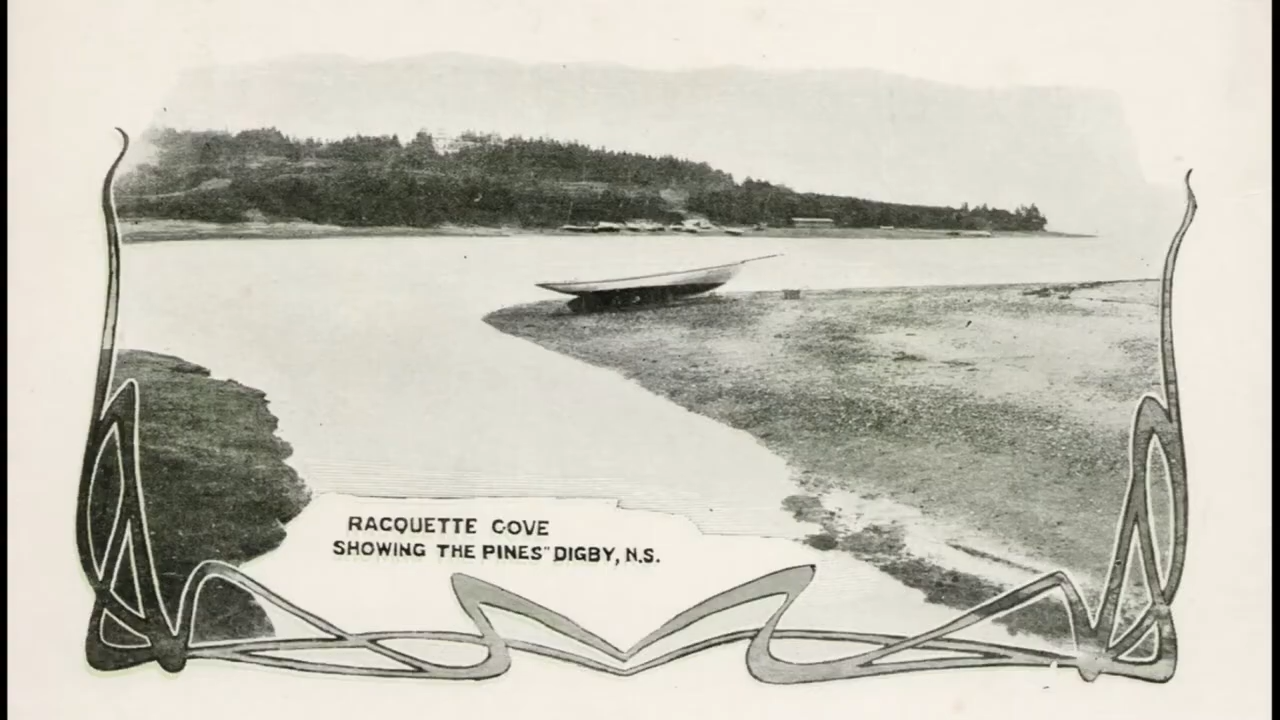 RACQUETTE COVE
SHOWING THE PINES" DIGBY, N.S.